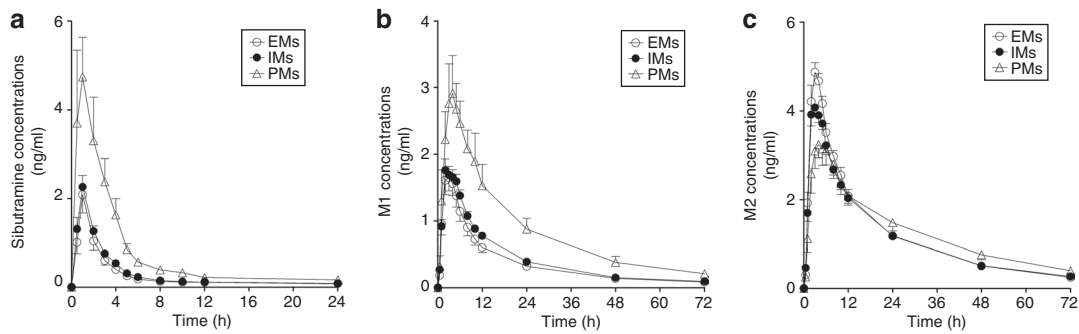 a
Sibutramine concentrations
(ng/ml)
6
4
2
0
0 4 8 12 16 20 24
Time (h)
EMs
IMs
PMs
b
M1 concentrations
(ng/ml)
4
3
2
1
0
0 12 24 36 48 60 72
Time (h)
EMs
IMs
PMs
c
M2 concentrations
(ng/ml)
6
4
2
0
0 12 24 36 48 60 72
Time (h)
EMs
IMs
PMs